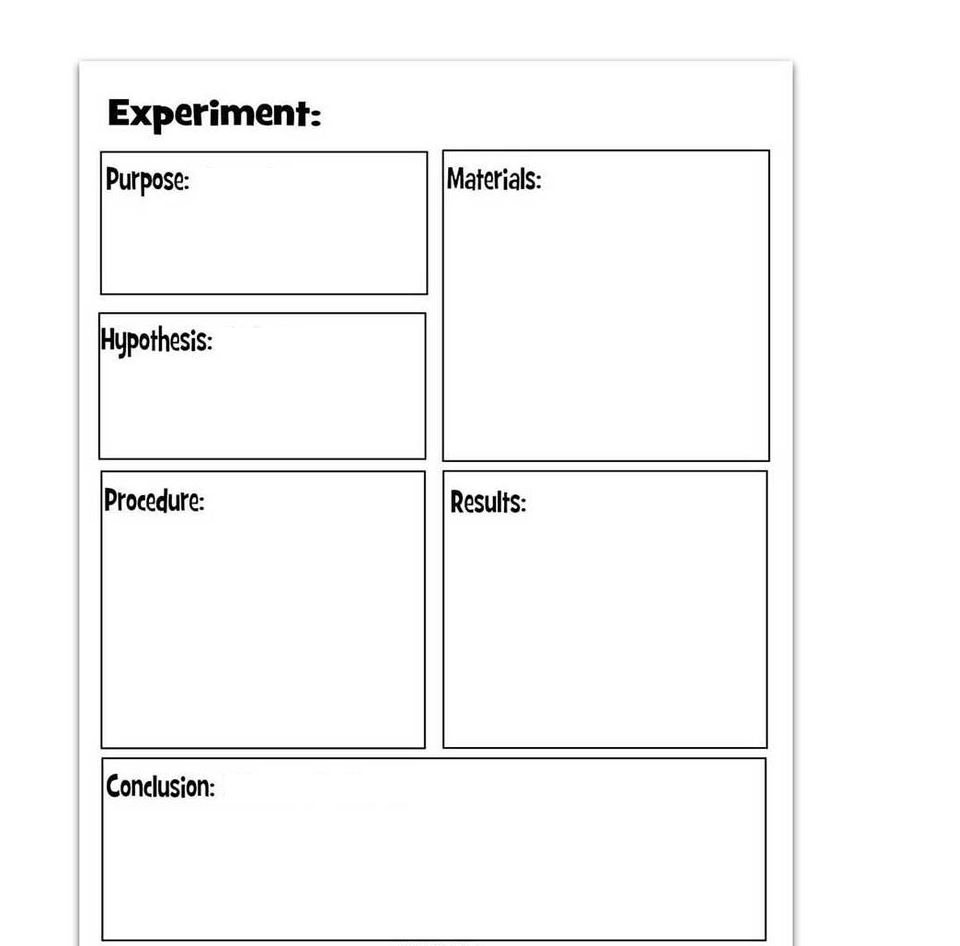 Experiment:
Purpose:
Materials:
Hypothesis:
Procedure:
Results:
Conclusion: